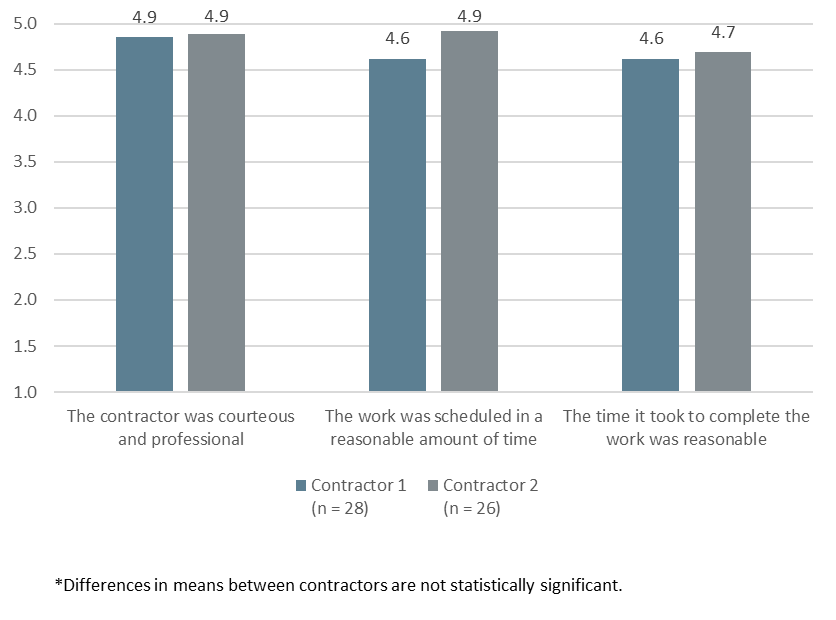 5.0
4.5
4.0
3.5
3.0
2.5
2.0
1.5
1.0
4.9 4.9
4.6 4.9
4.6 4.7
The contractor was courteous
and professional
The work was scheduled in a
reasonable amount of time
The time it took to complete the
work was reasonable
Contractor 1
(n = 28)
Contractor 2
(n = 26)
*Differences in means between contractors are not statistically significant.